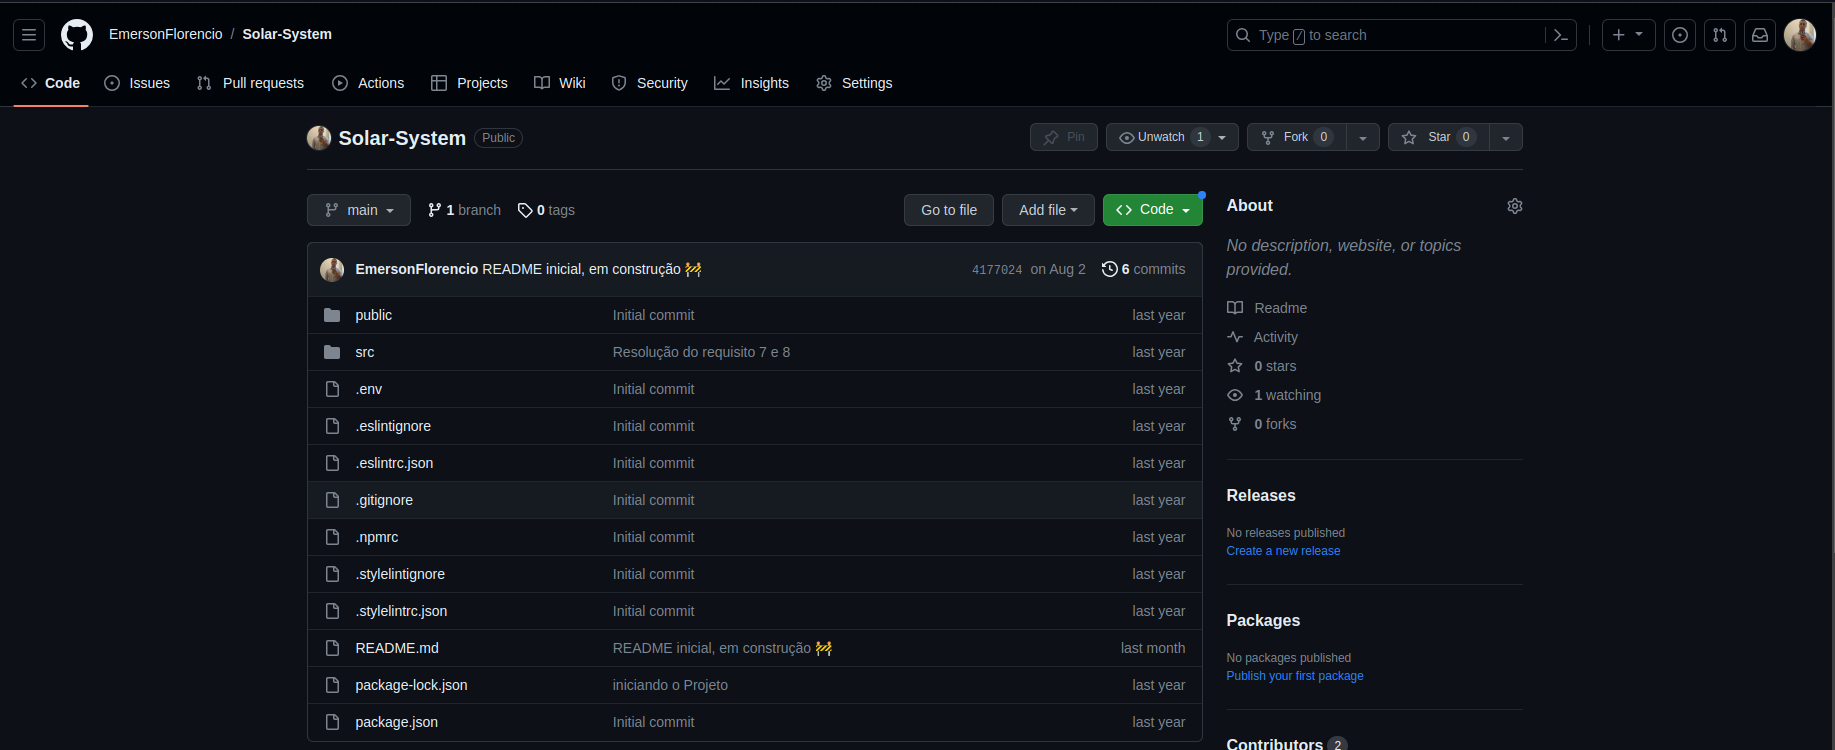 EmersonFlorencio / Solar-System
Type / to search
Code Issues Pull requests Actions Projects Wiki Security Insights Settings
Solar-System Public
Pin Unwatch 1 Fork 0 Star 0
main 1 branch 0 tags Go to file Add file Code
EmersonFlorencio README inicial, em construção 🚧 4177024 on Aug 2 6 commits
public Initial commit last year
src Resolução do requisito 7 e 8 last year
.env Initial commit last year
.eslintignore Initial commit last year
.eslintrc.json Initial commit last year
.gitignore Initial commit last year
.npmrc Initial commit last year
.stylelintignore Initial commit last year
.stylelintrc.json Initial commit last year
README.md README inicial, em construção 🚧 last month
package-lock.json iniciando o Projeto last year
package.json Initial commit last year
About
No description, website, or topics
provided.
Readme
Activity
0 stars
1 watching
0 forks
Releases
No releases published
Create a new release
Packages
No packages published
Publish your first package
Contributors 2